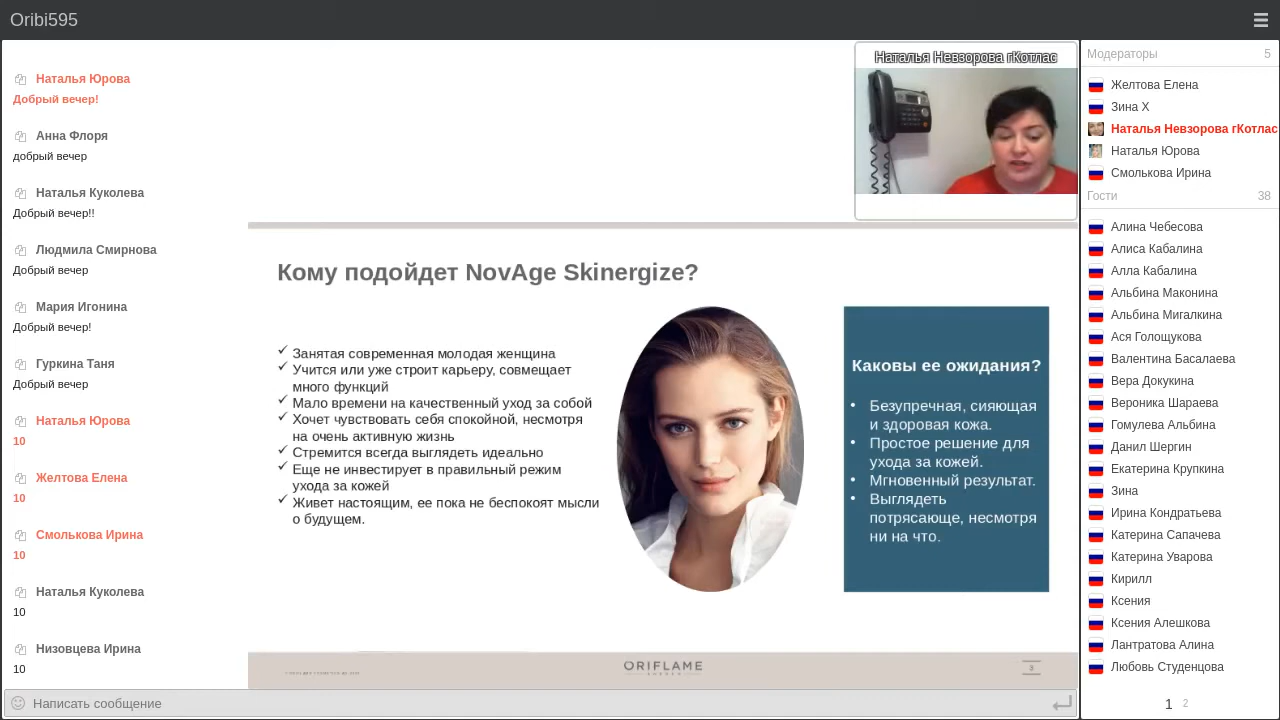 Oribi595
Наталья Юрова
Добрый вечер!
Анна Флоря
добрый вечер
Наталья Куколева
Добрый вечер!!
Людмила Смирнова
Добрый вечер
Мария Игонина
Добрый вечер!
Гуркина Таня
Добрый вечер
Наталья Юрова
10
Желтова Елена
10
Смолькова Ирина
10
Наталья Куколева
10
Низовцева Ирина
10
Написать сообщение
Наталья Невзорова гКотлас
Кому подойдет NovAge Skinergize?
Занятая современная молодая женщина
Учится или уже строит карьеру, совмещает
много функций
Мало времени на качественный уход за собой
Хочет чувствовать себя спокойной, несмотря
на очень активную жизнь
Стремится всегда выглядеть идеально
Еще не инвестирует в правильный режим
ухода за кожей
Живет настоящим, ее пока не беспокоят мысли
о будущем.
Каковы ее ожидания?
• Безупречная, сияющая
и здоровая кожа.
• Простое решение для
ухода за кожей.
• Мгновенный результат.
• Выглядеть
потрясающе, несмотря
ни на что.
ORIFLAME
SWEDEN
3
Модераторы 5
Желтова Елена
Зина Х
Наталья Невзорова гКотлас
Наталья Юрова
Смолькова Ирина
Гости 38
Алина Чебесова
Алиса Кабалина
Алла Кабалина
Альбина Маконина
Альбина Мигалкина
Ася Голощукова
Валентина Басалаева
Вера Докукина
Вероника Шараева
Гомулева Альбина
Данил Шергин
Екатерина Крупкина
Зина
Ирина Кондратьева
Катерина Сапачева
Катерина Уварова
Кирилл
Ксения
Ксения Алешкова
Лантратова Алина
Любовь Студенцова
1 2